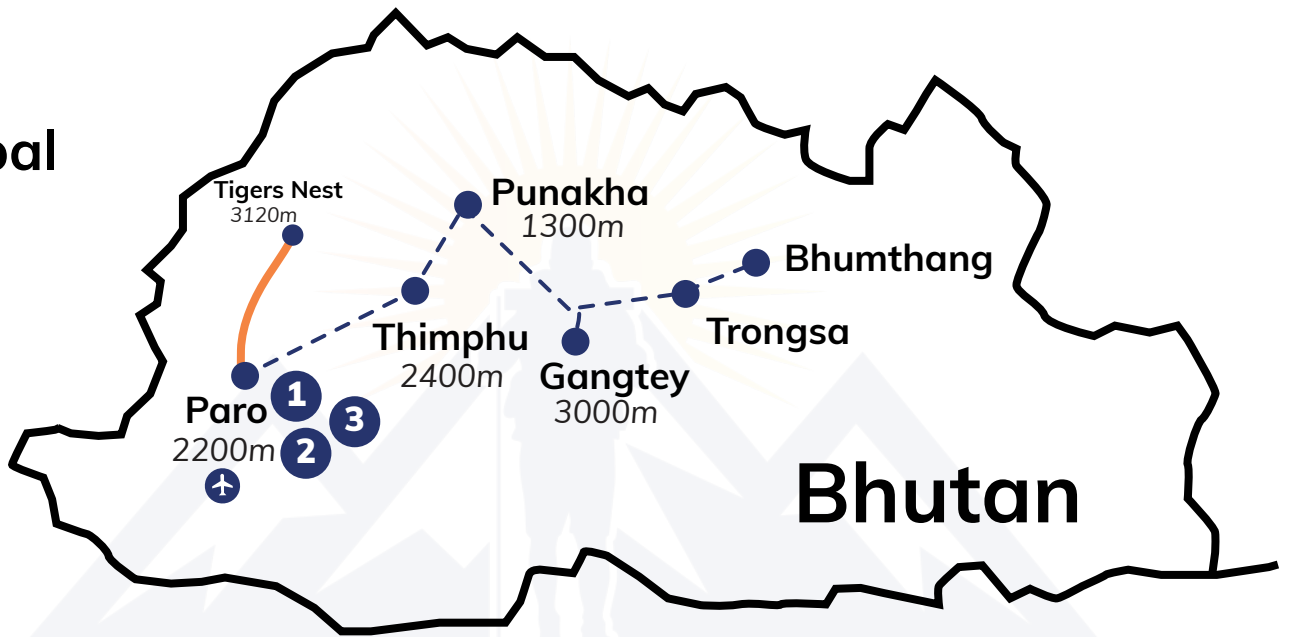 pal
Tigers Nest
3120m
Punakha
1300m
Bhumthang
Thimphu
2400m
Trongsa
Gangtey
3000m
Paro
2200m
1
3
2
Bhutan